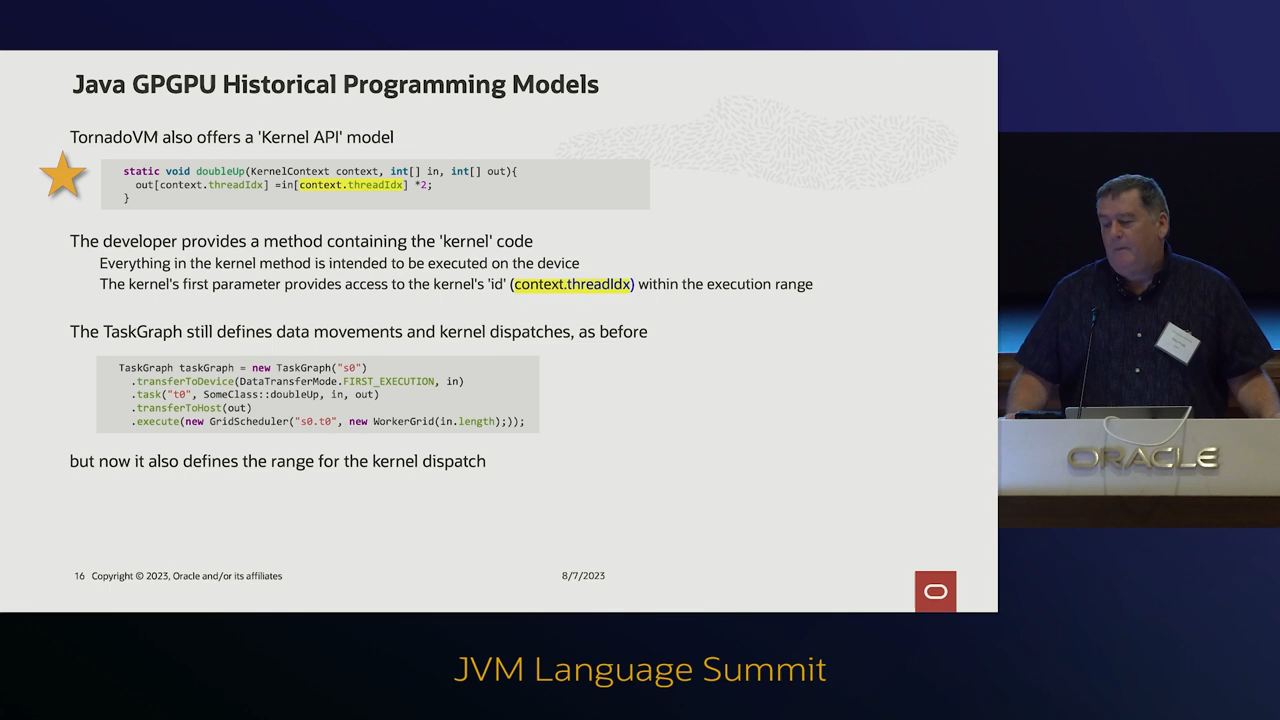 Java GPGPU Historical Programming Models
TornadoVM also offers a 'Kernel API' model
static void doubleUp(KernelContext context, int[] in, int[] out){
out[context.threadIdx] =in[context.threadIdx] *2;
}
The developer provides a method containing the 'kernel' code
Everything in the kernel method is intended to be executed on the device
The kernel's first parameter provides access to the kernel's 'id' (context.threadIdx) within the execution range
The TaskGraph still defines data movements and kernel dispatches, as before
TaskGraph taskGraph = new TaskGraph("s0")
.transferToDevice(DataTransferMode.FIRST_EXECUTION, in)
.task("t0", SomeClass::doubleUp, in, out)
.transferToHost(out)
.execute(new GridScheduler("s0.t0", new WorkerGrid(in.length);));
but now it also defines the range for the kernel dispatch
16 Copyright © 2023, Oracle and/or its affiliates
8/7/2023
ORACLE
JVM Language Summit